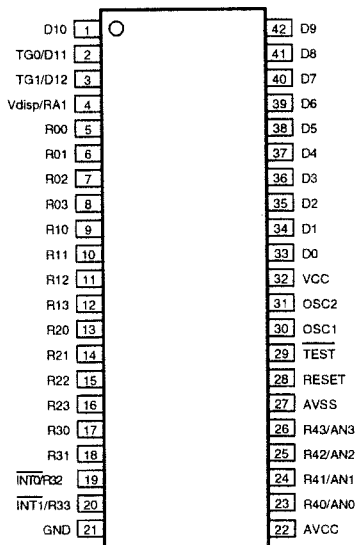 D10 1 42 D9
TG0/D11 2 41 D8
TG1/D12 3 40 D7
Vdisp/RA1 4 39 D6
R00 5 38 D5
R01 6 37 D4
R02 7 36 D3
R03 8 35 D2
R10 9 34 D1
R11 10 33 D0
R12 11 32 VCC
R13 12 31 OSC2
R20 13 30 OSC1
R21 14 29 TEST
R22 15 28 RESET
R23 16 27 AVSS
R30 17 26 R43/AN3
R31 18 25 R42/AN2
INT0/R32 19 24 R41/AN1
INT1/R33 20 23 R40/AN0
GND 21 22 AVCC